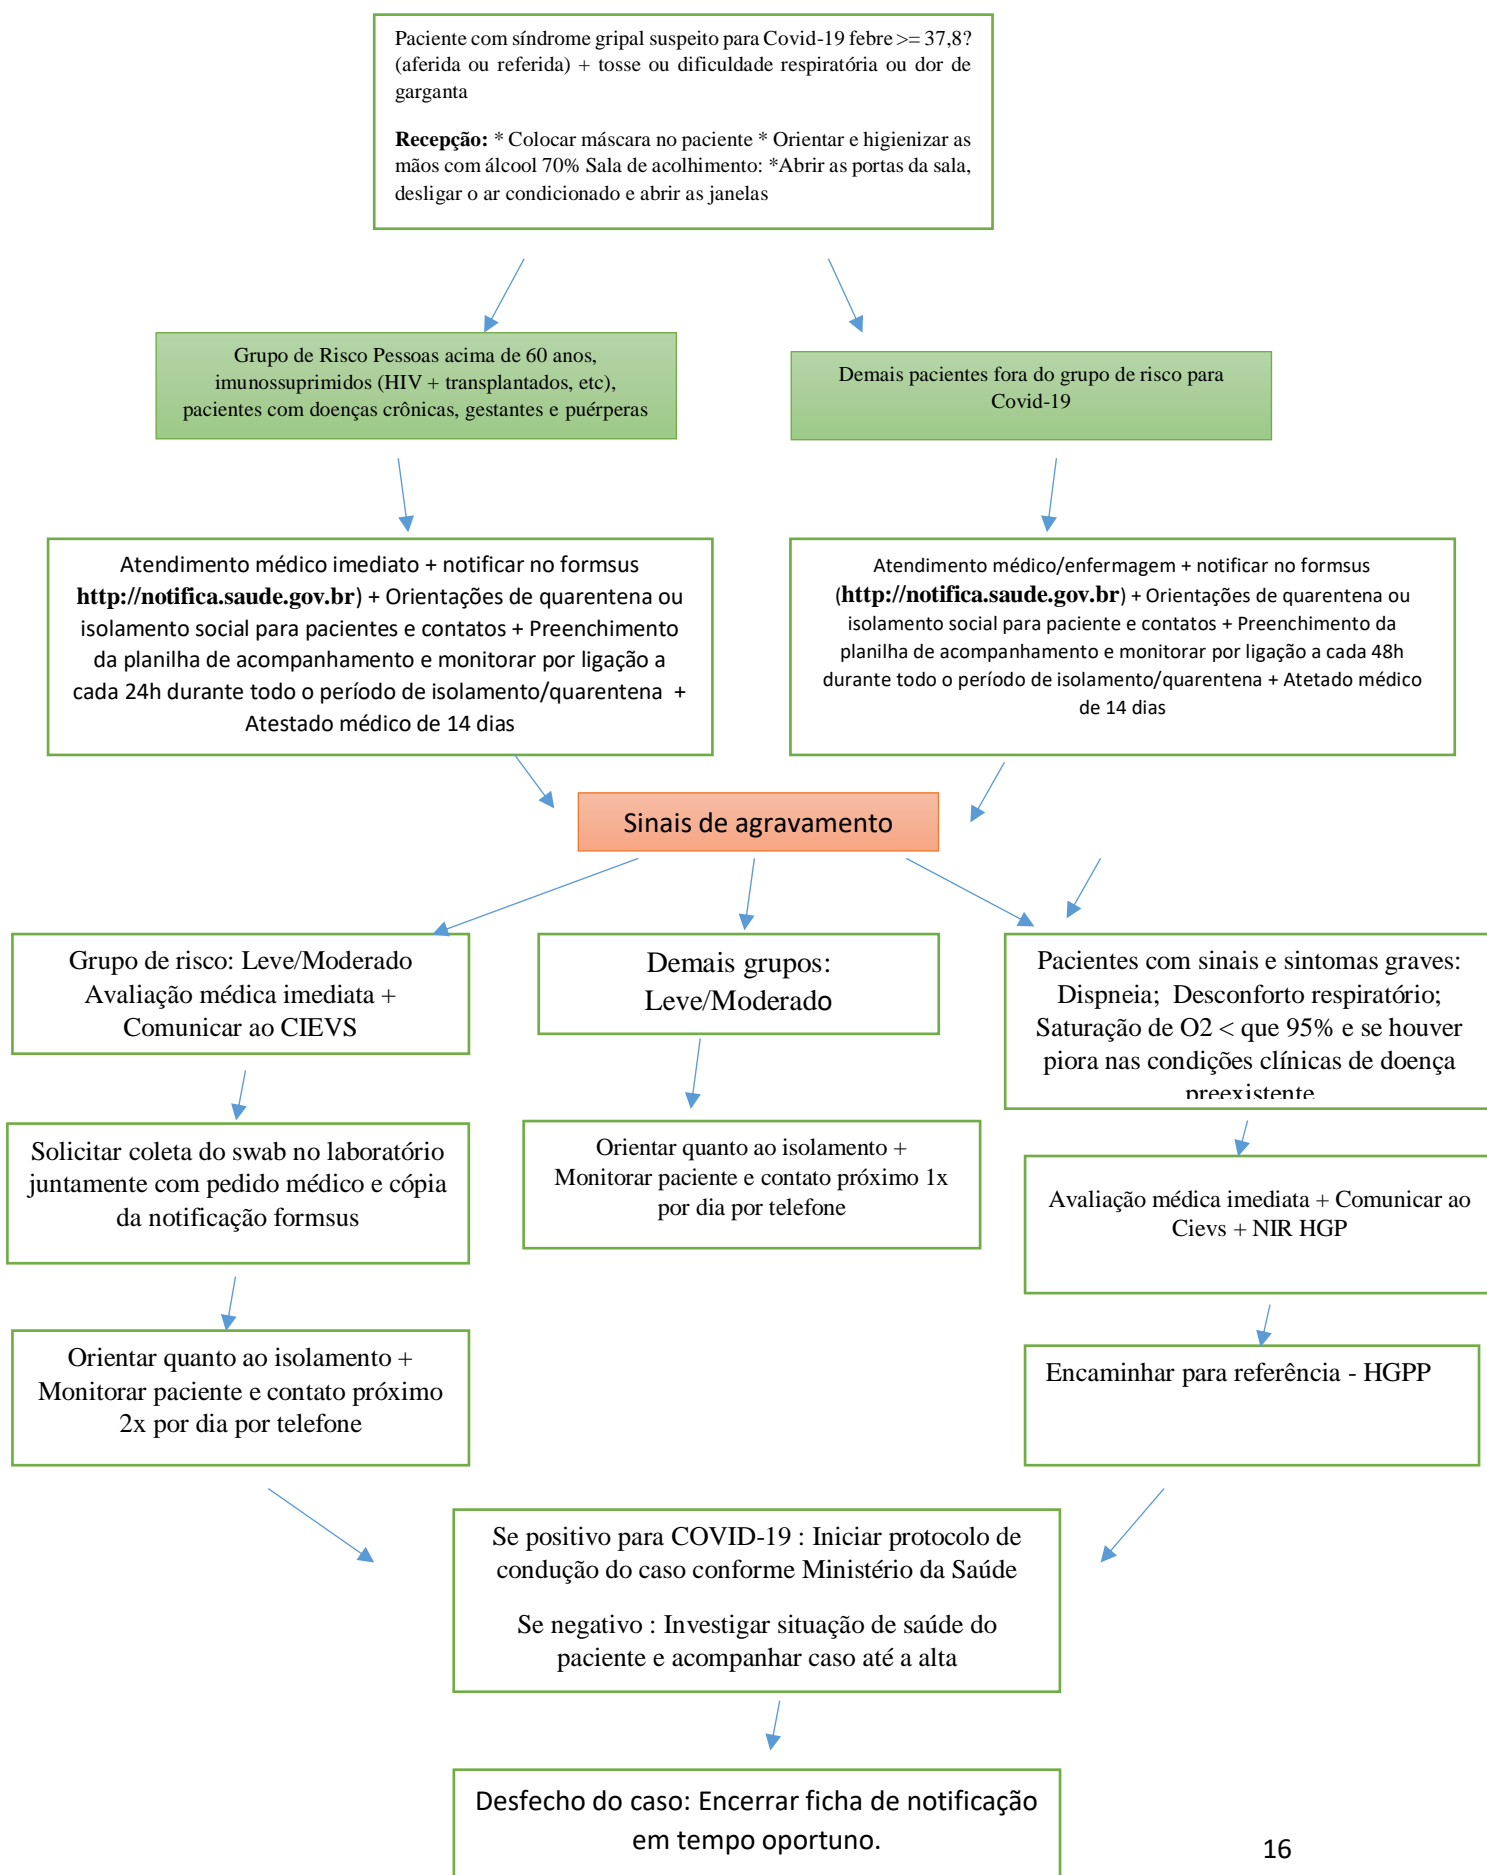 Paciente com síndrome gripal suspeito para Covid-19 febre >= 37,8?
(aferida ou referida) + tosse ou dificuldade respiratória ou dor de
garganta
Recepção: * Colocar máscara no paciente * Orientar e higienizar as
mãos com álcool 70% Sala de acolhimento: *Abrir as portas da sala,
desligar o ar condicionado e abrir as janelas
Grupo de Risco Pessoas acima de 60 anos,
imunossuprimidos (HIV + transplantados, etc),
pacientes com doenças crônicas, gestantes e puérperas
Demais pacientes fora do grupo de risco para
Covid-19
Atendimento médico imediato + notificar no formsus
http://notifica.saude.gov.br) + Orientações de quarentena ou
isolamento social para pacientes e contatos + Preenchimento
da planilha de acompanhamento e monitorar por ligação a
cada 24h durante todo o período de isolamento/quarentena +
Atestado médico de 14 dias
Atendimento médico/enfermagem + notificar no formsus
(http://notifica.saude.gov.br) + Orientações de quarentena ou
isolamento social para paciente e contatos + Preenchimento da
planilha de acompanhamento e monitorar por ligação a cada 48h
durante todo o período de isolamento/quarentena + Atetado médico
de 14 dias
Sinais de agravamento
Grupo de risco: Leve/Moderado
Avaliação médica imediata +
Comunicar ao CIEVS
Demais grupos:
Leve/Moderado
Pacientes com sinais e sintomas graves:
Dispneia; Desconforto respiratório;
Saturação de O2 < que 95% e se houver
piora nas condições clínicas de doença
preexistente.
Solicitar coleta do swab no laboratório
juntamente com pedido médico e cópia
da notificação formsus
Orientar quanto ao isolamento +
Monitorar paciente e contato próximo 1x
por dia por telefone
Avaliação médica imediata + Comunicar ao
Cievs + NIR HGP
Orientar quanto ao isolamento +
Monitorar paciente e contato próximo
2x por dia por telefone
Encaminhar para referência - HGPP
Se positivo para COVID-19 : Iniciar protocolo de
condução do caso conforme Ministério da Saúde
Se negativo : Investigar situação de saúde do
paciente e acompanhar caso até a alta
Desfecho do caso: Encerrar ficha de notificação
em tempo oportuno.
16